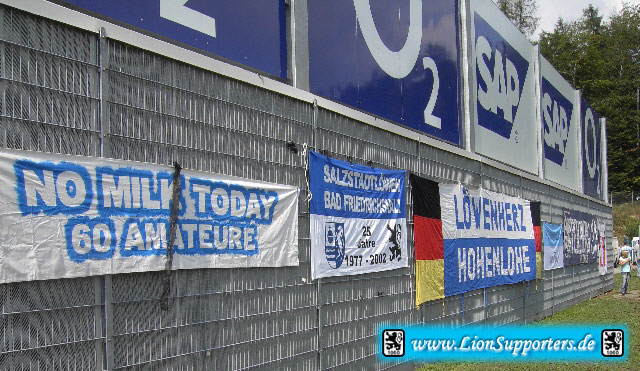 O2
SAP
SAP
NO MILK TODAY
60 AMATEURE
SALZSTADTLÖWEN
BAD FRIEDRICHSHALL
25
Jahre
1977 - 2002
LÖWENHERZ
HOHENLOHE
www.LionSupporters.de